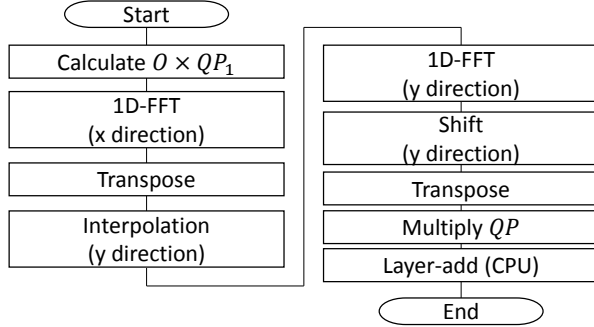 Start
Calculate O × QP₁
1D-FFT
(x direction)
Transpose
Interpolation
(y direction)
1D-FFT
(y direction)
Shift
(y direction)
Transpose
Multiply QP
Layer-add (CPU)
End